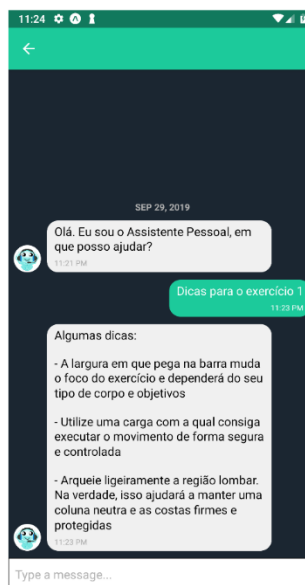 11:24
SEP 29, 2019
Olá. Eu sou o Assistente Pessoal, em
que posso ajudar?
11:21 PM
Dicas para o exercício 1
11:23 PM
Algumas dicas:
- A largura em que pega na barra muda
o foco do exercício e dependerá do seu
tipo de corpo e objetivos
- Utilize uma carga com a qual consiga
executar o movimento de forma segura
e controlada
- Arqueie ligeiramente a região lombar.
Na verdade, isso ajudará a manter uma
coluna neutra e as costas firmes e
protegidas
11:23 PM
Type a message...